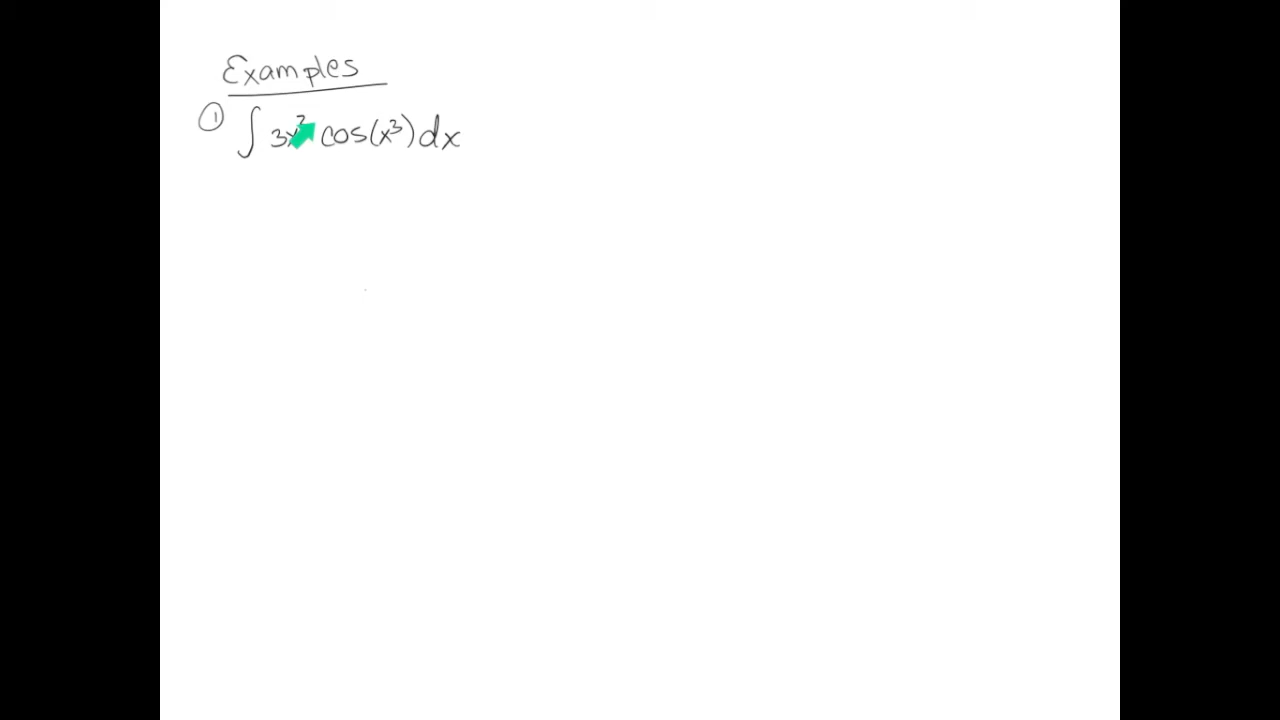 Examples
① ∫ 3x² cos(x³) dx